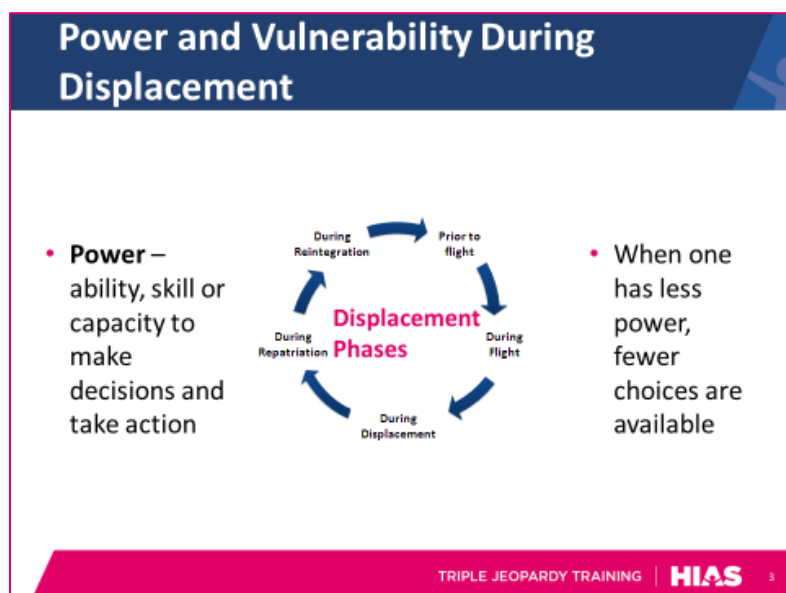 Power and Vulnerability During
Displacement
• Power –
ability, skill or
capacity to
make
decisions and
take action
During
Reintegration
Prior to
flight
During
Flight
During
Displacement
During
Repatriation
Displacement
Phases
• When one
has less
power,
fewer
choices are
available
TRIPLE JEOPARDY TRAINING | HIAS 3